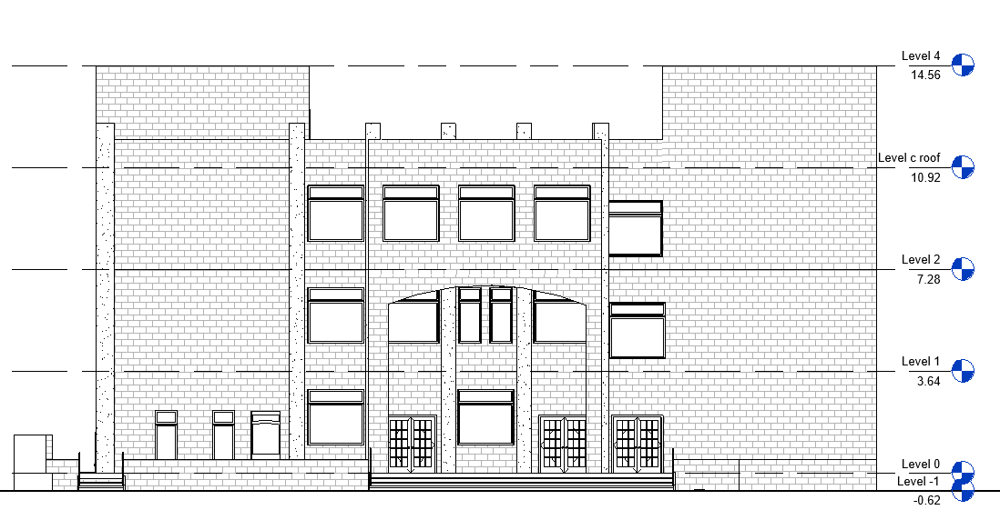 Level 4
14.56
Level c roof
10.92
Level 2
7.28
Level 1
3.64
Level 0
Level -1
-0.62